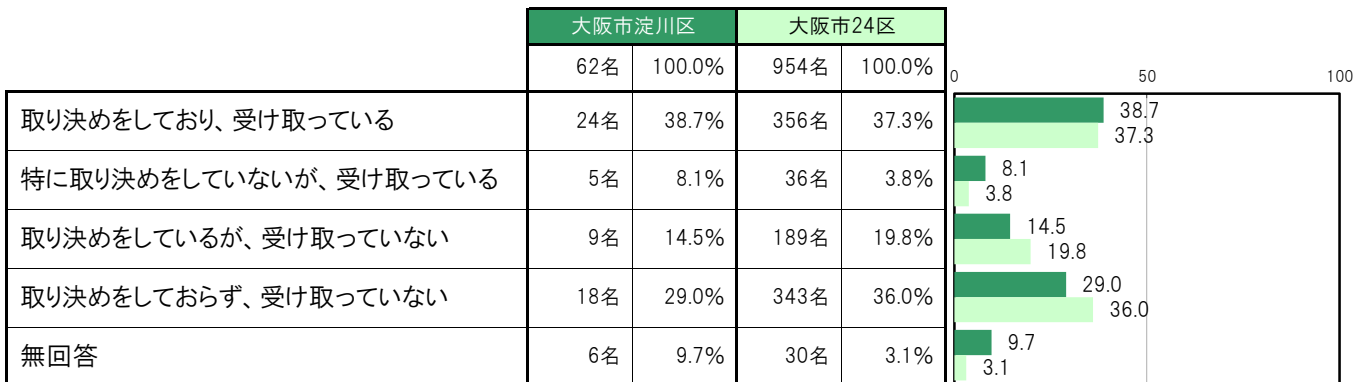 大阪市淀川区 大阪市24区
62名 100.0% 954名 100.0% 0 50 100
取り決めをしており、受け取っている 24名 38.7% 356名 37.3% 38.7
37.3
特に取り決めをしていないが、受け取っている 5名 8.1% 36名 3.8% 8.1
3.8
取り決めをしているが、受け取っていない 9名 14.5% 189名 19.8% 14.5
19.8
取り決めをしておらず、受け取っていない 18名 29.0% 343名 36.0% 29.0
36.0
無回答 6名 9.7% 30名 3.1% 9.7
3.1